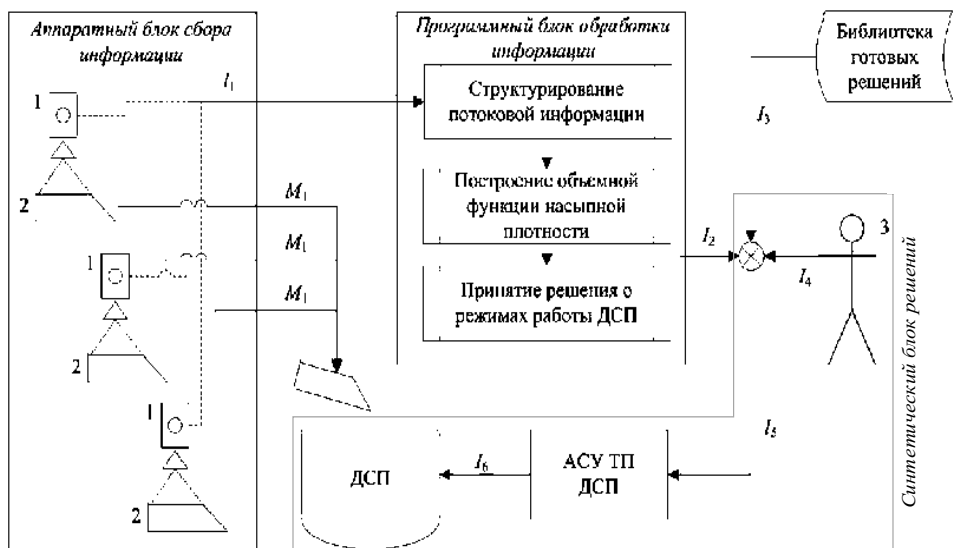 Аппаратный блок сбора
информации
Программный блок обработки
информации
Библиотека
готовых
решений
I1
1
Структурирование
потоковой информации
I3
2
M1
Построение объемной
функции насыпной
плотности
3
I2
1
M1
I4
M1
Принятие решения о
режимах работы ДСП
2
Синтетический блок решений
1
I5
ДСП
I6
АСУ ТП
ДСП
2